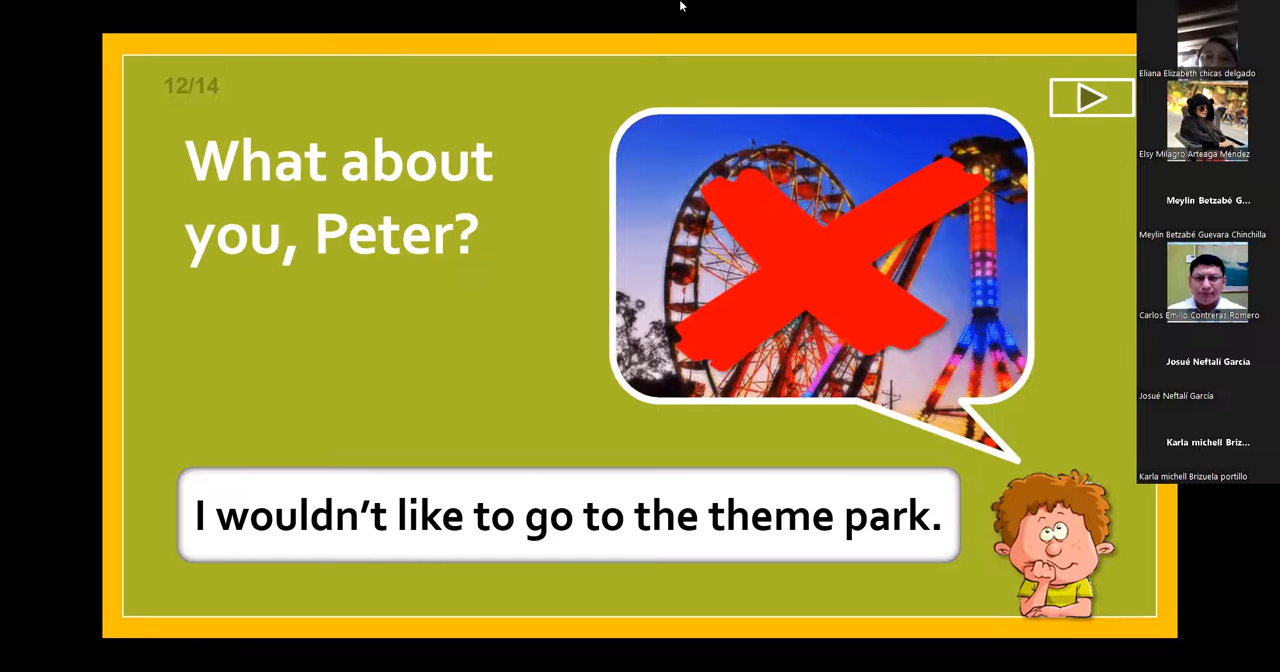 12/14
What about
you, Peter?
I wouldn't like to go to the theme park.
Eliana Elizabeth chicas delgado
Elsy Milagro Arteaga Méndez
Meylin Betzabé G...
Meylin Betzabé Guevara Chinchilla
Carlos Emilio Contreras Romero
Josué Neftalí García
Josué Neftalí García
Karla michell Briz...
Karla michell Brizuela portillo